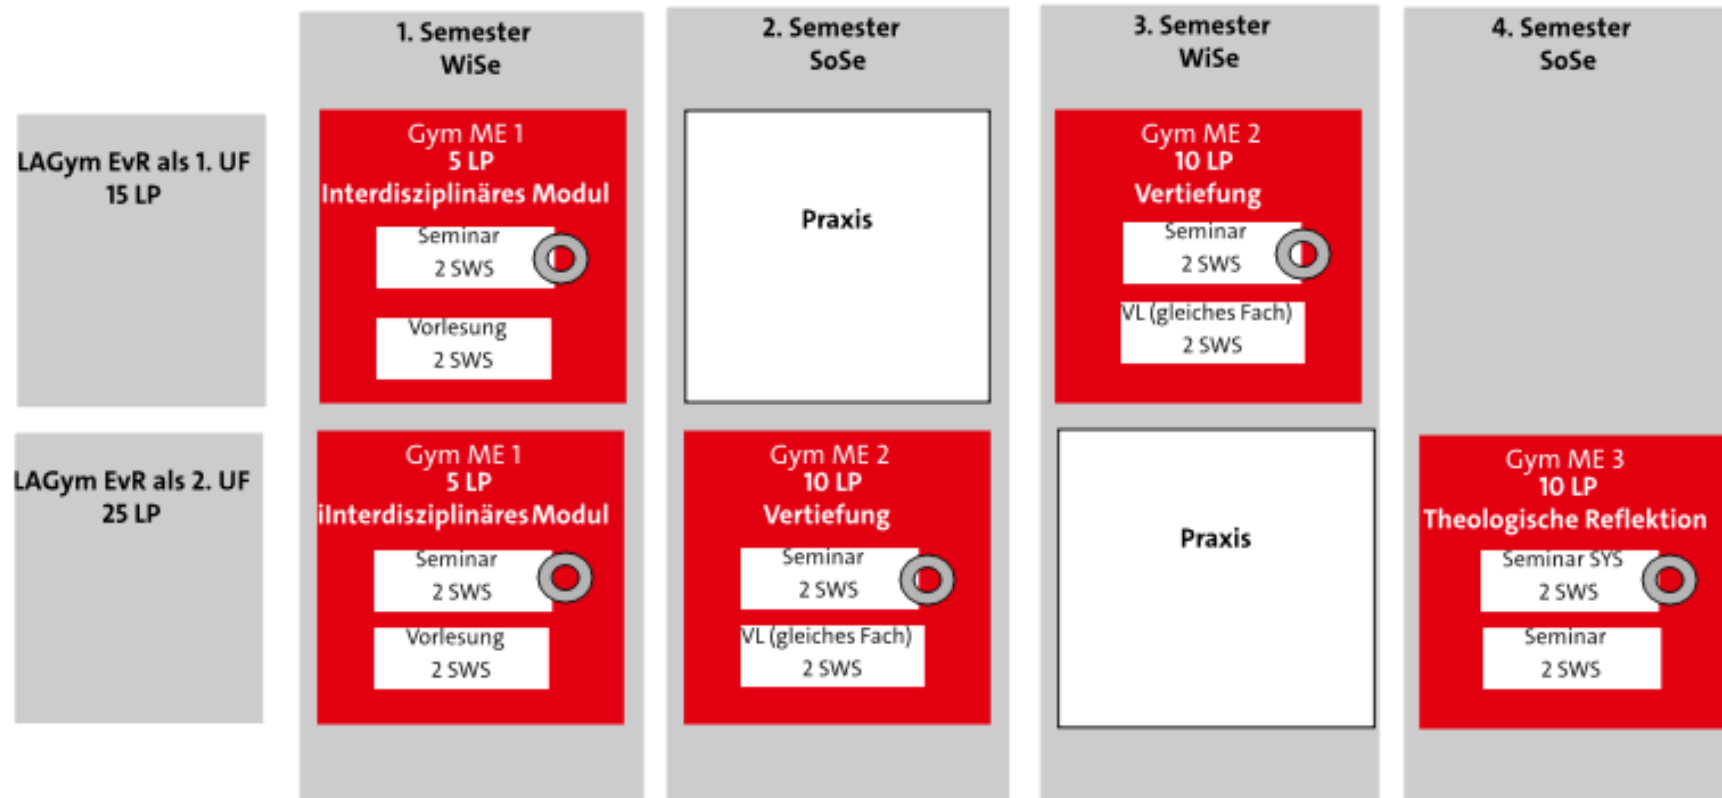 1. Semester
WiSe
2. Semester
SoSe
3. Semester
WiSe
4. Semester
SoSe
LAGym EvR als 1. UF
15 LP
Gym ME 1
5 LP
Interdisziplinäres Modul
Seminar
2 SWS
Vorlesung
2 SWS
Praxis
Gym ME 2
10 LP
Vertiefung
Seminar
2 SWS
VL (gleiches Fach)
2 SWS
LAGym EvR als 2. UF
25 LP
Gym ME 1
5 LP
iInterdisziplinäres Modul
Seminar
2 SWS
Vorlesung
2 SWS
Gym ME 2
10 LP
Vertiefung
Seminar
2 SWS
VL (gleiches Fach)
2 SWS
Praxis
Gym ME 3
10 LP
Theologische Reflektion
Seminar SYS
2 SWS
Seminar
2 SWS